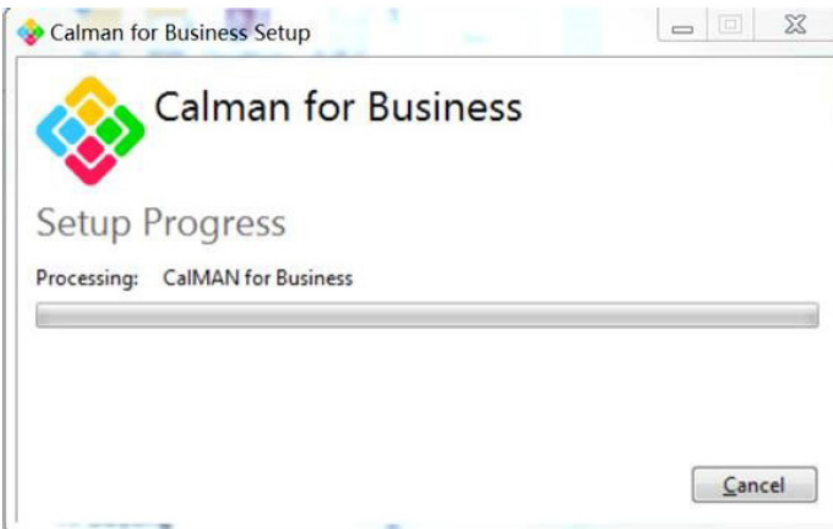 Calman for Business Setup
Calman for Business
Setup Progress
Processing: CalMAN for Business
Cancel